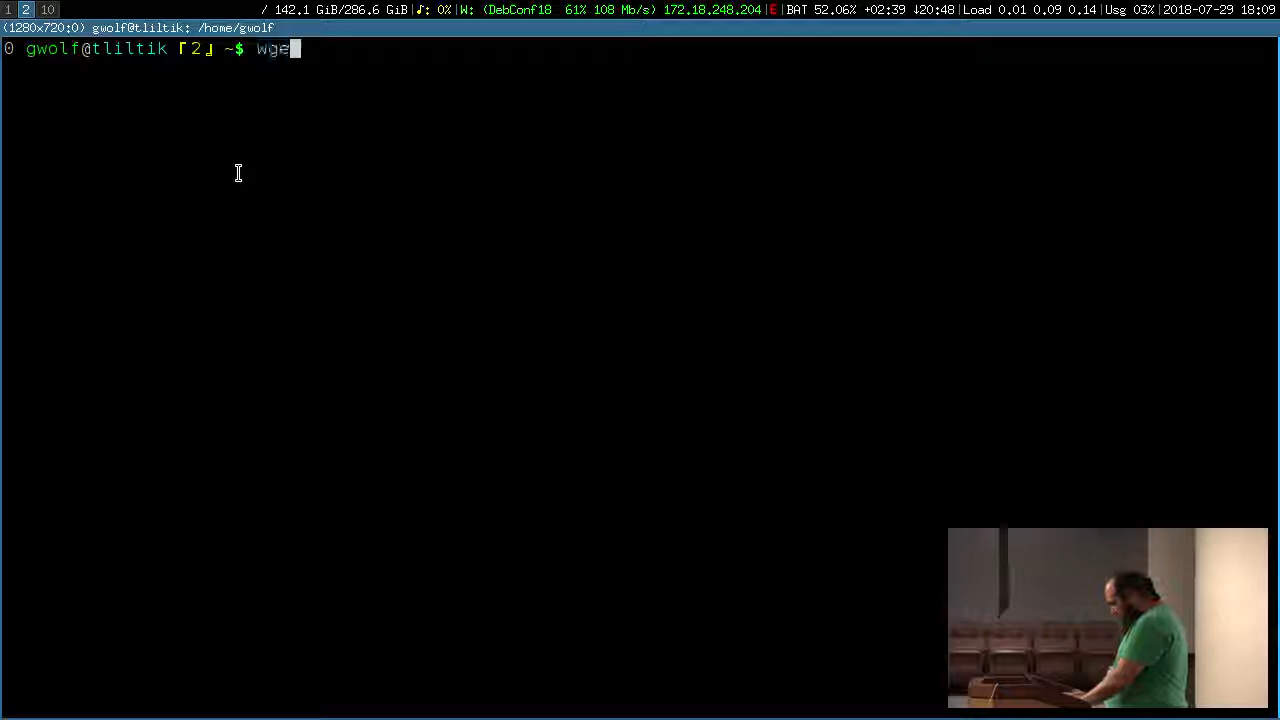 1 2 10 / 142.1 GiB/286.6 GiB|♪: 0%|W: (DebConf18 61% 108 Mb/s) 172.18.248.204|E|BAT 52.06% +02:39 ↓20:48|Load 0.01 0.09 0.14|Usg 03%|2018-07-29 18:09
(1280x720:0) gwolf@tliltik: /home/gwolf
0 gwolf@tliltik『2』 ~$ wge